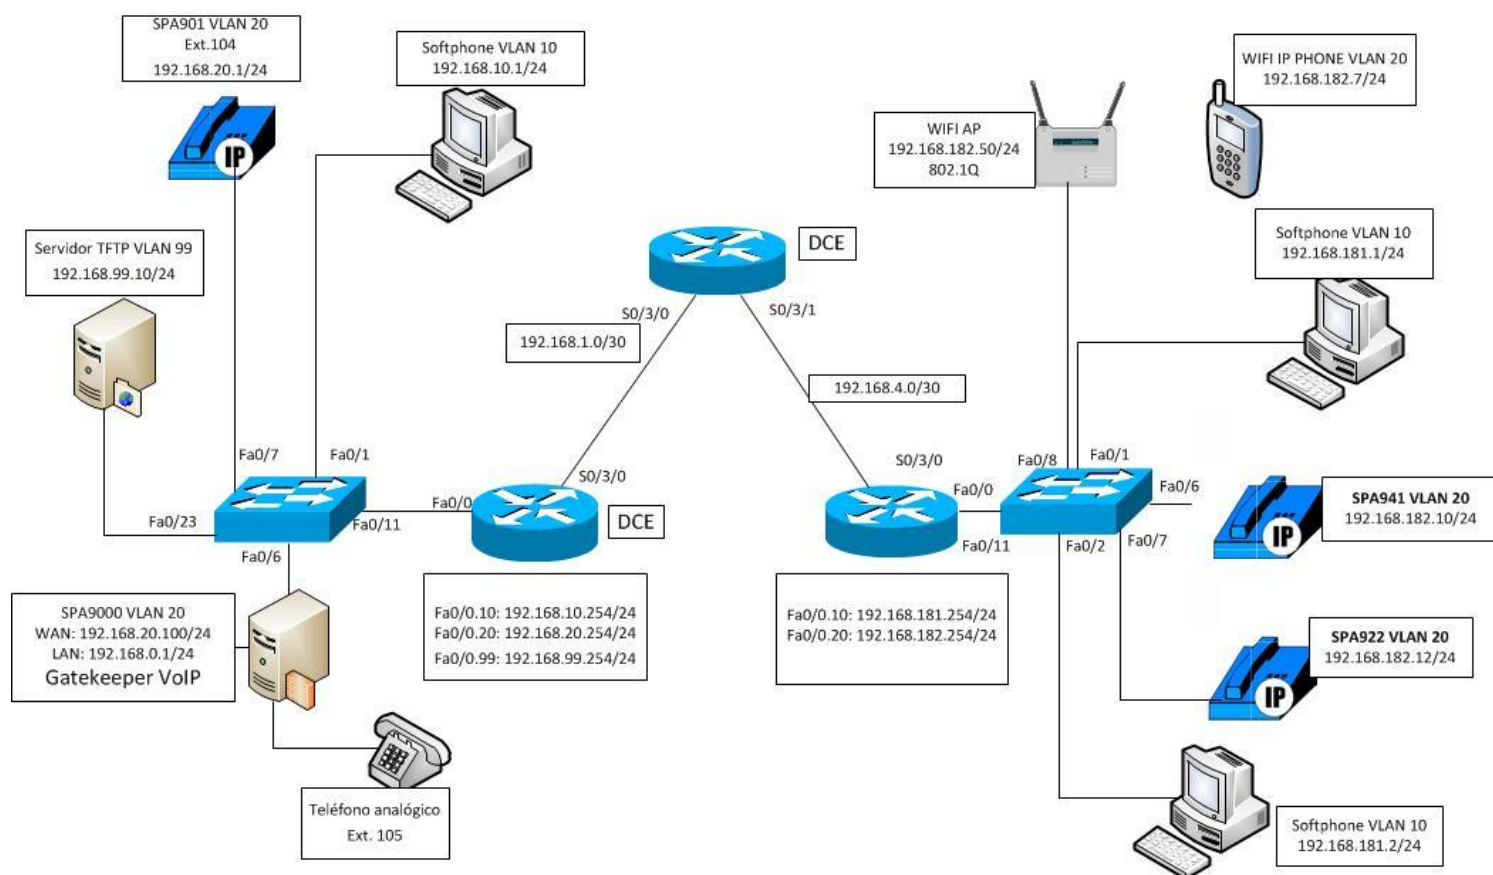 SPA901 VLAN 20
Ext.104
192.168.20.1/24
Softphone VLAN 10
192.168.10.1/24
WIFI AP
192.168.182.50/24
802.1Q
WIFI IP PHONE VLAN 20
192.168.182.7/24
IP
Servidor TFTP VLAN 99
192.168.99.10/24
DCE
Softphone VLAN 10
192.168.181.1/24
S0/3/0
S0/3/1
192.168.1.0/30
192.168.4.0/30
Fa0/7
Fa0/1
S0/3/0
Fa0/0
Fa0/23
Fa0/11
Fa0/6
DCE
S0/3/0
Fa0/8
Fa0/1
Fa0/0
Fa0/6
Fa0/11
Fa0/2
Fa0/7
SPA941 VLAN 20
192.168.182.10/24
IP
SPA9000 VLAN 20
WAN: 192.168.20.100/24
LAN: 192.168.0.1/24
Gatekeeper VoIP
Fa0/0.10: 192.168.10.254/24
Fa0/0.20: 192.168.20.254/24
Fa0/0.99: 192.168.99.254/24
Fa0/0.10: 192.168.181.254/24
Fa0/0.20: 192.168.182.254/24
SPA922 VLAN 20
192.168.182.12/24
IP
Teléfono analógico
Ext. 105
Softphone VLAN 10
192.168.181.2/24